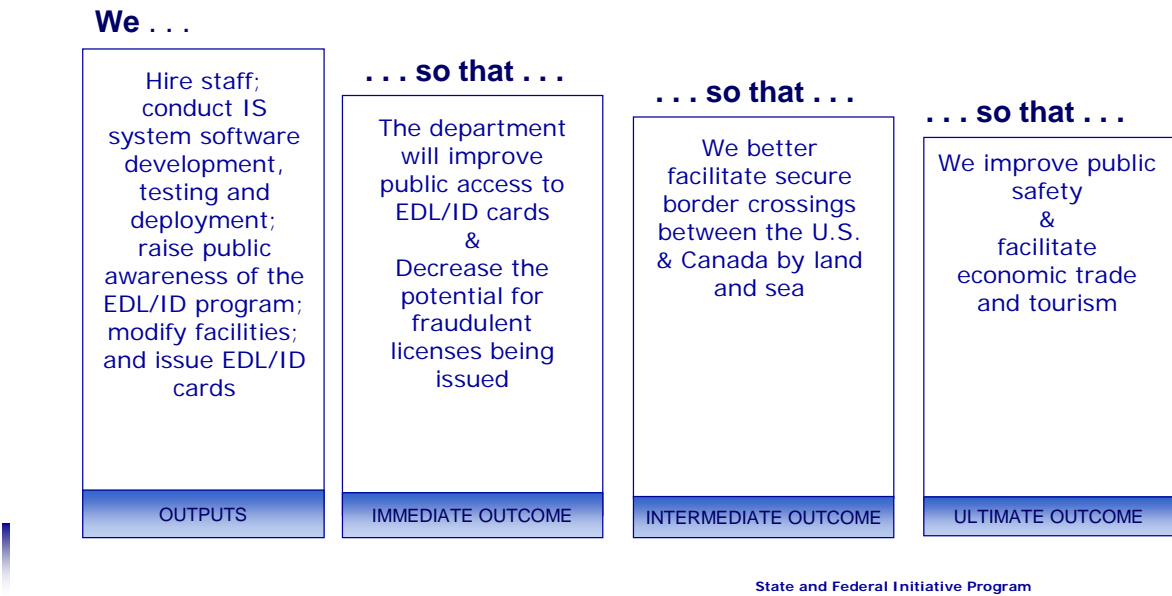 We . . .
Hire staff;
conduct IS
system software
development,
testing and
deployment;
raise public
awareness of the
EDL/ID program;
modify facilities;
and issue EDL/ID
cards
OUTPUTS
. . . so that . . .
The department
will improve
public access to
EDL/ID cards
&
Decrease the
potential for
fraudulent
licenses being
issued
IMMEDIATE OUTCOME
. . . so that . . .
We better
facilitate secure
border crossings
between the U.S.
& Canada by land
and sea
INTERMEDIATE OUTCOME
. . . so that . . .
We improve public
safety
&
facilitate
economic trade
and tourism
ULTIMATE OUTCOME
State and Federal Initiative Program